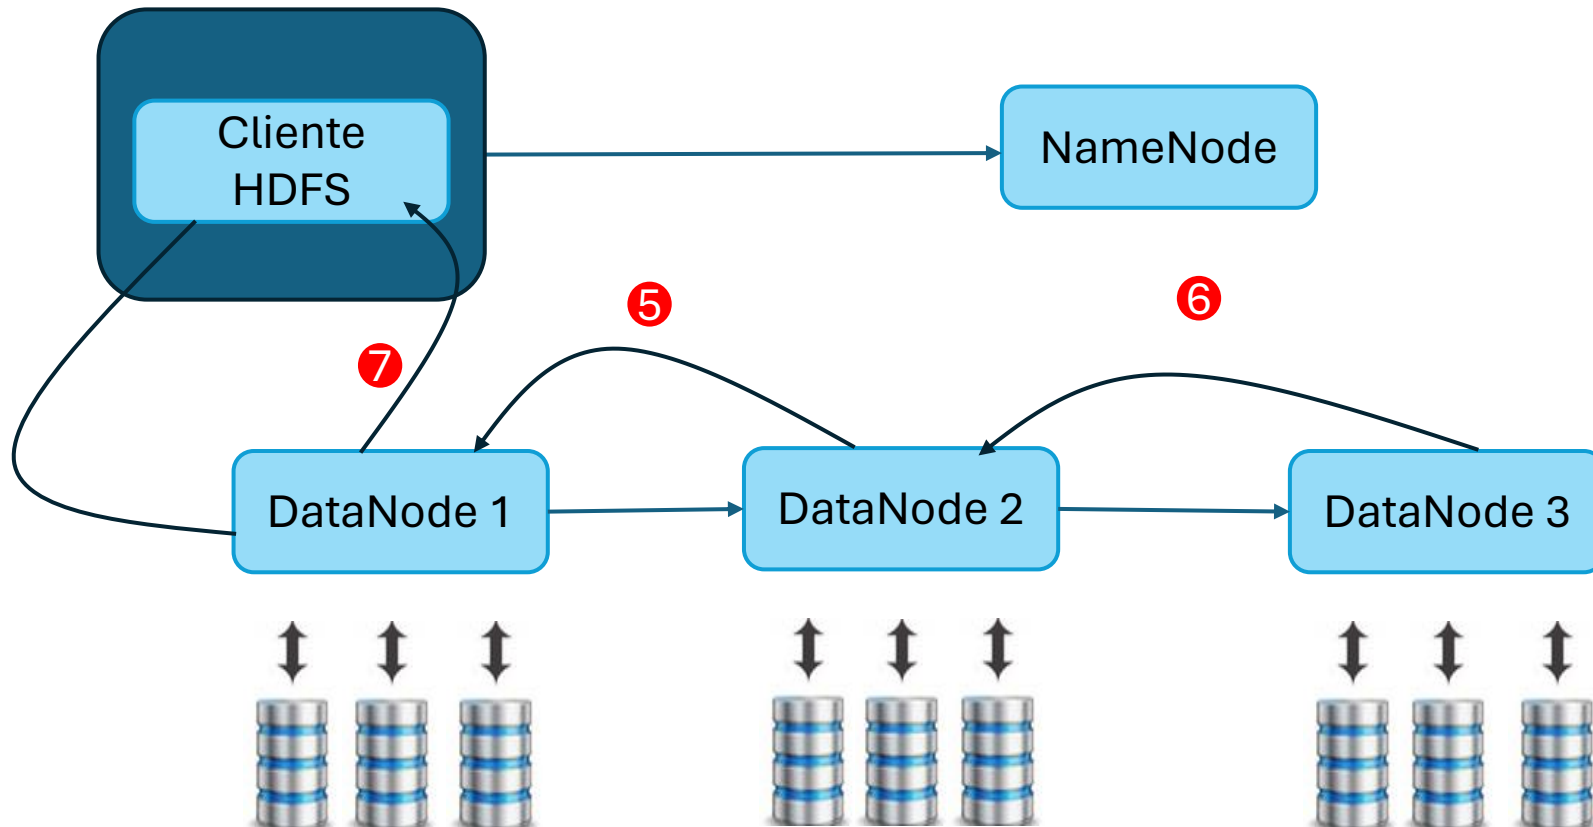 Cliente
HDFS
NameNode
5
6
7
DataNode 1
DataNode 2
DataNode 3